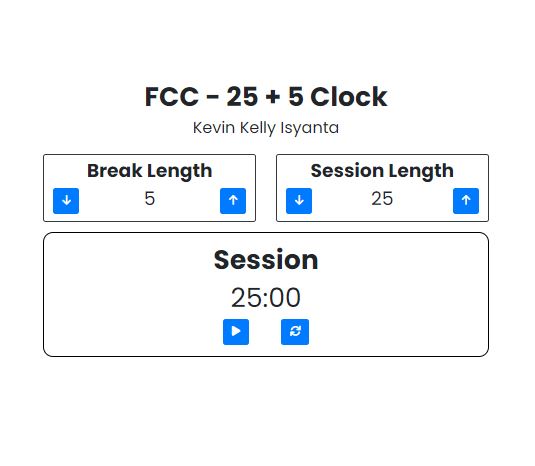 FCC - 25 + 5 Clock
Kevin Kelly Isyanta
Break Length
5
Session Length
25
Session
25:00